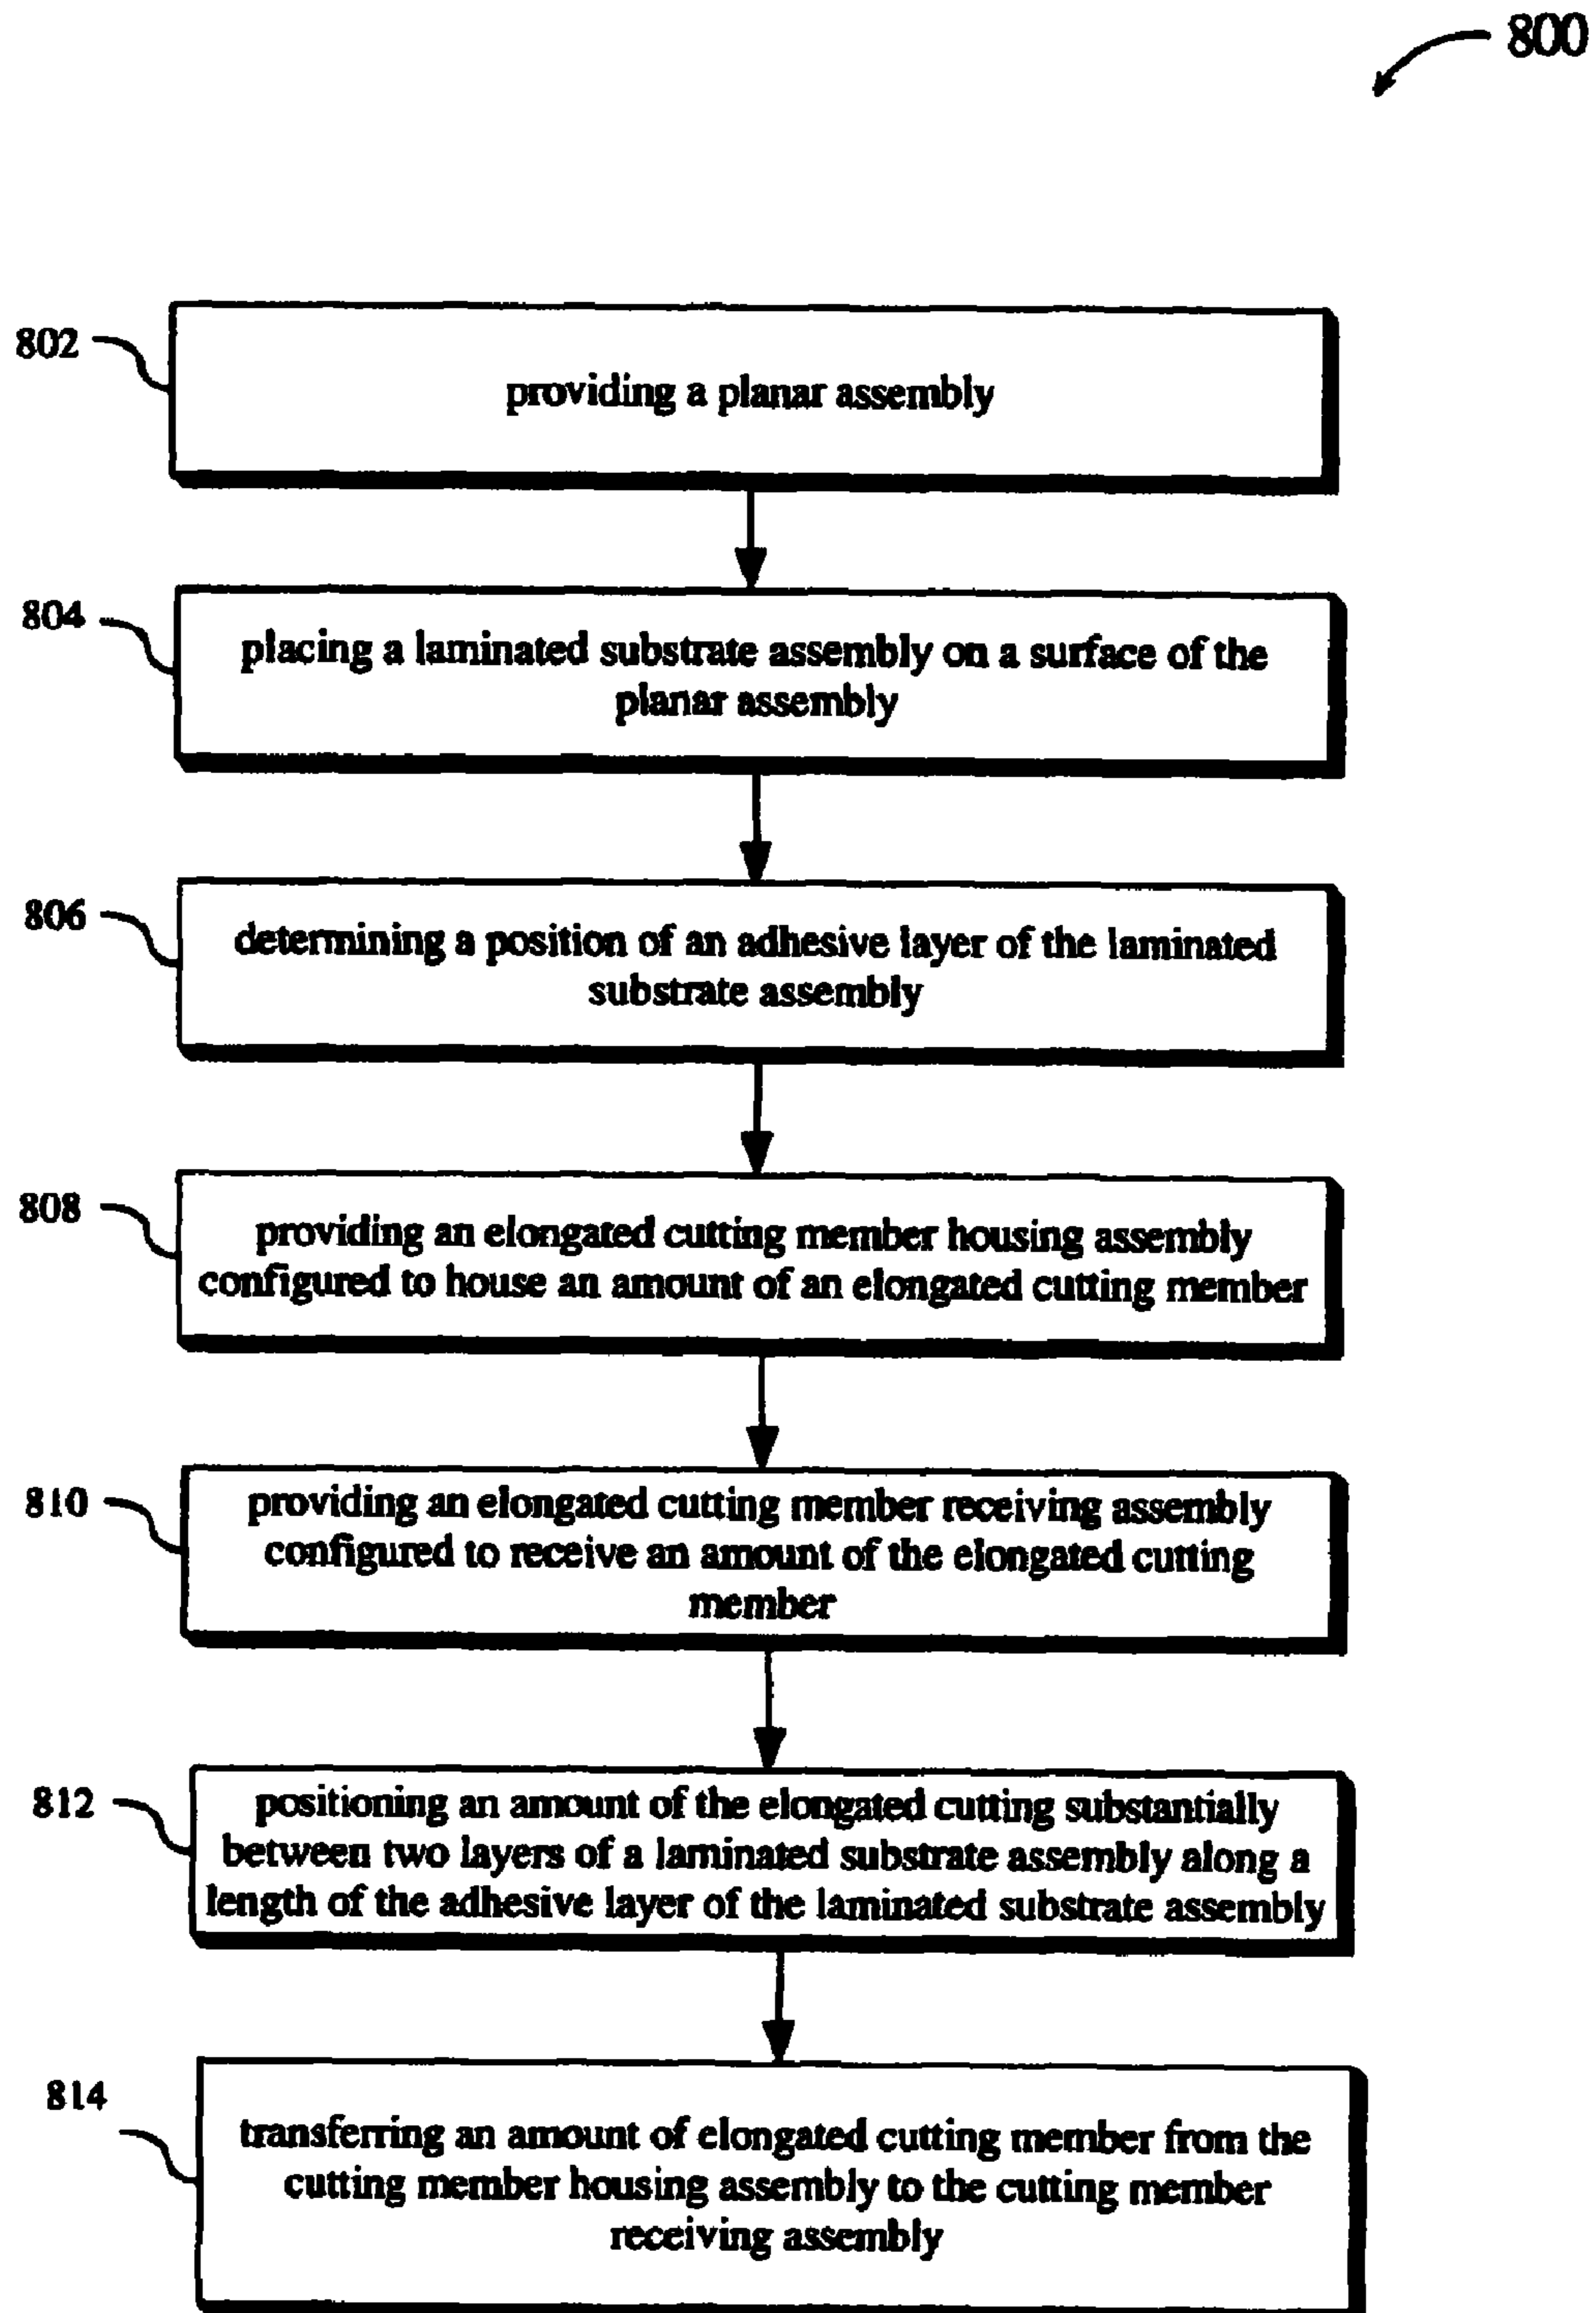 800
802
providing a planar assembly
804
placing a laminated substrate assembly on a surface of the
planar assembly
806
determining a position of an adhesive layer of the laminated
substrate assembly
808
providing an elongated cutting member housing assembly
configured to house an amount of an elongated cutting member
810
providing an elongated cutting member receiving assembly
configured to receive an amount of the elongated cutting
member
812
positioning an amount of the elongated cutting substantially
between two layers of a laminated substrate assembly along a
length of the adhesive layer of the laminated substrate assembly
814
transferring an amount of elongated cutting member from the
cutting member housing assembly to the cutting member
receiving assembly